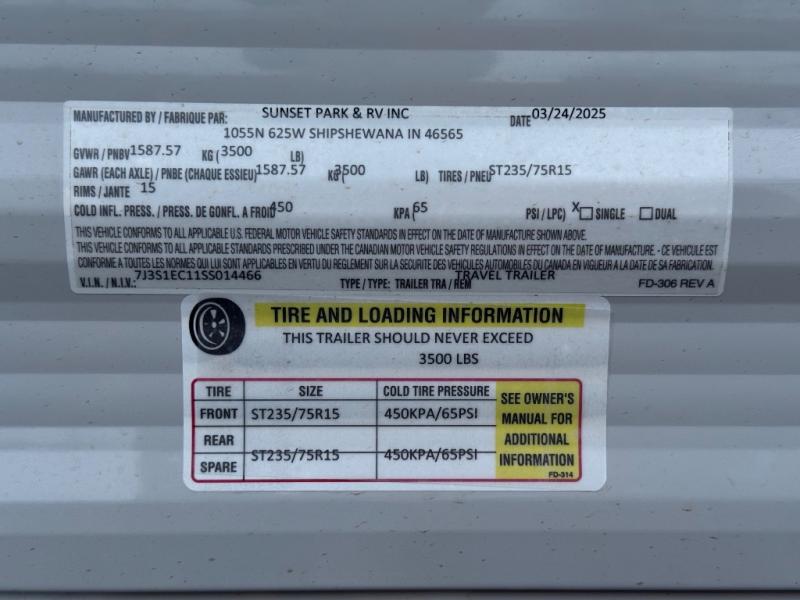 MANUFACTURED BY / FABRIQUE PAR: SUNSET PARK & RV INC DATE 03/24/2025
1055N 625W SHIPSHEWANA IN 46565
GVWR / PNBV 1587.57 KG ( 3500 LB)
GAWR (EACH AXLE) / PNBE (CHAQUE ESSIEU) 1587.57 KG 3500 LB) TIRES / PNEU ST235/75R15
RIMS / JANTE 15
COLD INFL. PRESS. / PRESS. DE GONFL. A FROID 450 KPA ( 65 PSI / LPC) X SINGLE DUAL
THIS VEHICLE CONFORMS TO ALL APPLICABLE U.S. FEDERAL MOTOR VEHICLE SAFETY STANDARDS IN EFFECT ON THE DATE OF MANUFACTURE SHOWN ABOVE.
THIS VEHICLE CONFORMS TO ALL APPLICABLE STANDARDS PRESCRIBED UNDER THE CANADIAN MOTOR VEHICLE SAFETY REGULATIONS IN EFFECT ON THE DATE OF MANUFACTURE. - CE VEHICULE EST
CONFORME A TOUTES LES NORMES QUI LUI SONT APPLICABLES EN VERTU DU REGLEMENT SUR LA SECURITE DES VEHICULES AUTOMOBILES DU CANADA EN VIGUEUR A LA DATE DE SA FABRICATION.
V.I.N. / N.I.V.: 7J3S1EC11SS014466 TYPE / TYPE: TRAILER TRA / REM TRAVEL TRAILER FD-306 REV A
TIRE AND LOADING INFORMATION
THIS TRAILER SHOULD NEVER EXCEED
3500 LBS
TIRE SIZE COLD TIRE PRESSURE
FRONT ST235/75R15 450KPA/65PSI
REAR
SPARE ST235/75R15 450KPA/65PSI
SEE OWNER'S
MANUAL FOR
ADDITIONAL
INFORMATION
FD-314